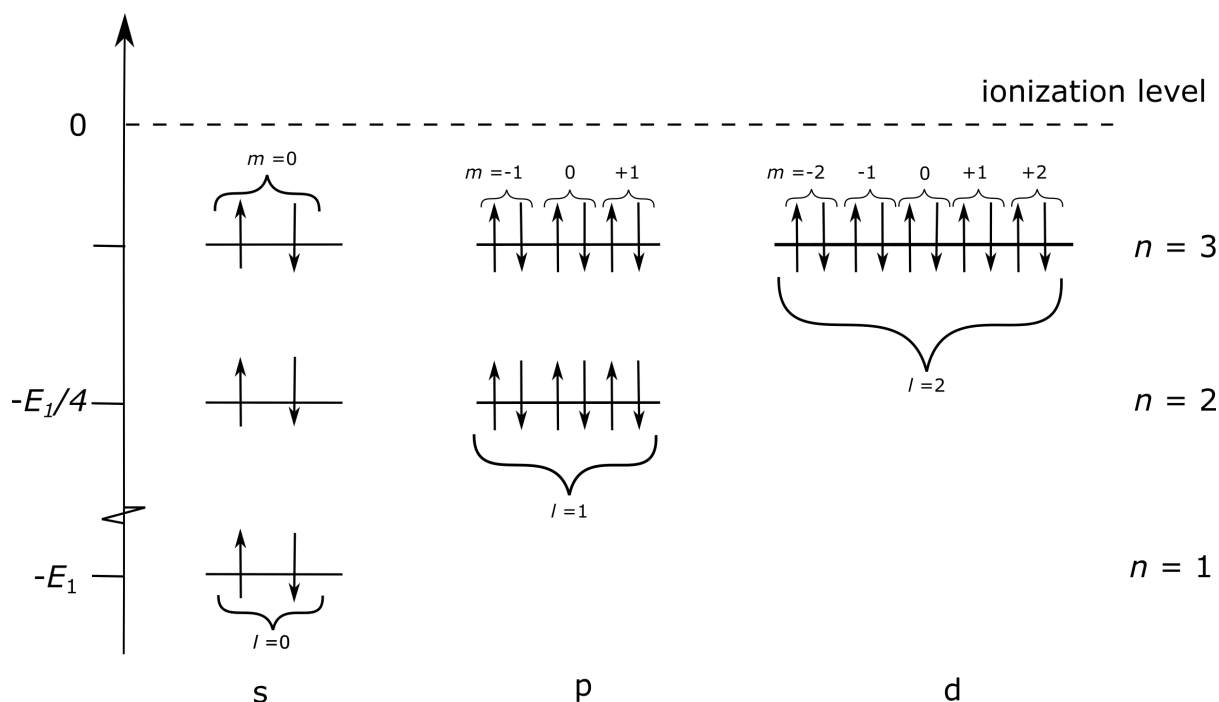 ionization level
0
m =0
m =-1 0 +1
m =-2 -1 0 +1 +2
n = 3
l =2
-E₁/4
n = 2
l =1
-E₁
n = 1
l =0
s p d